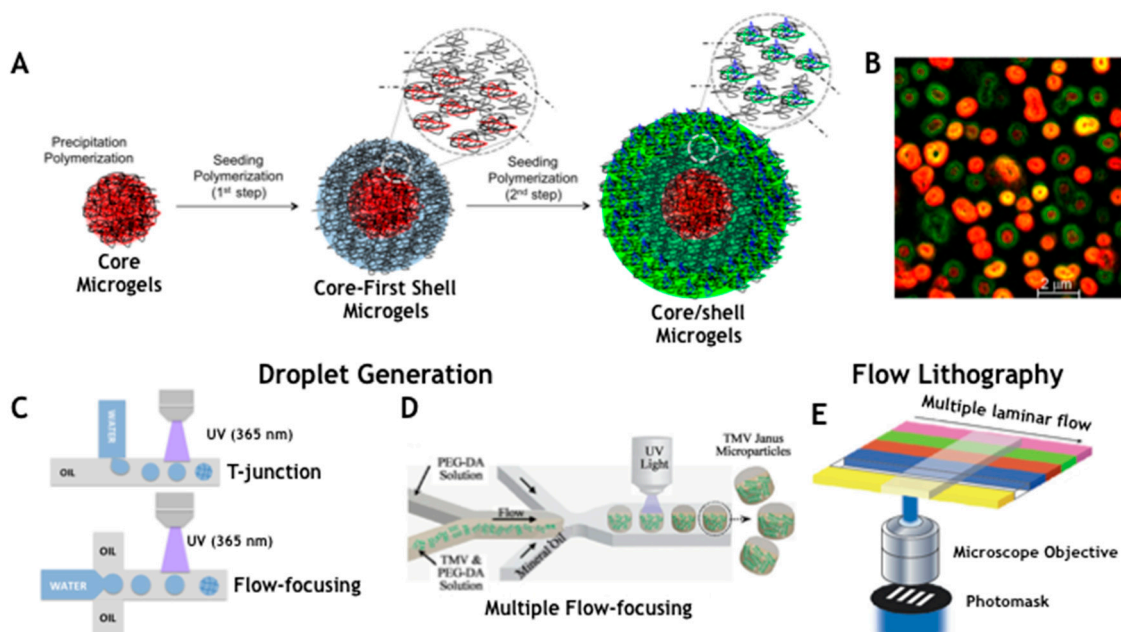 A
Precipitation
Polymerization
Core
Microgels
Seeding
Polymerization
(1st step)
Core-First Shell
Microgels
Seeding
Polymerization
(2nd step)
Core/shell
Microgels
B
2 μm
Droplet Generation
C
WATER
UV (365 nm)
OIL
T-junction
OIL
UV (365 nm)
WATER
Flow-focusing
OIL
D
PEG-DA
Solution
Flow
TMV &
PEG-DA
Solution
Mineral Oil
UV
Light
TMV Janus
Microparticles
Multiple Flow-focusing
Flow Lithography
E
Multiple laminar flow
Microscope Objective
Photomask